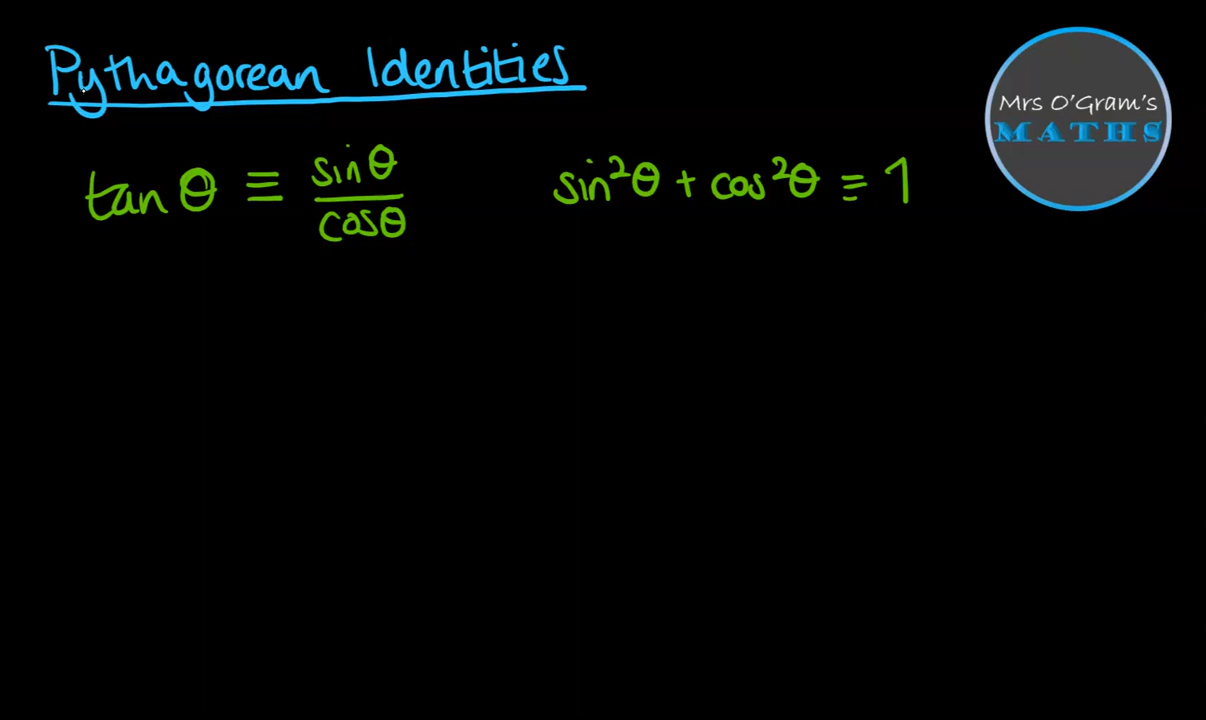 Pythagorean Identities
Mrs O'Gram's
MATHS
tan θ ≡ sinθ/cosθ
sin²θ + cos²θ ≡ 1